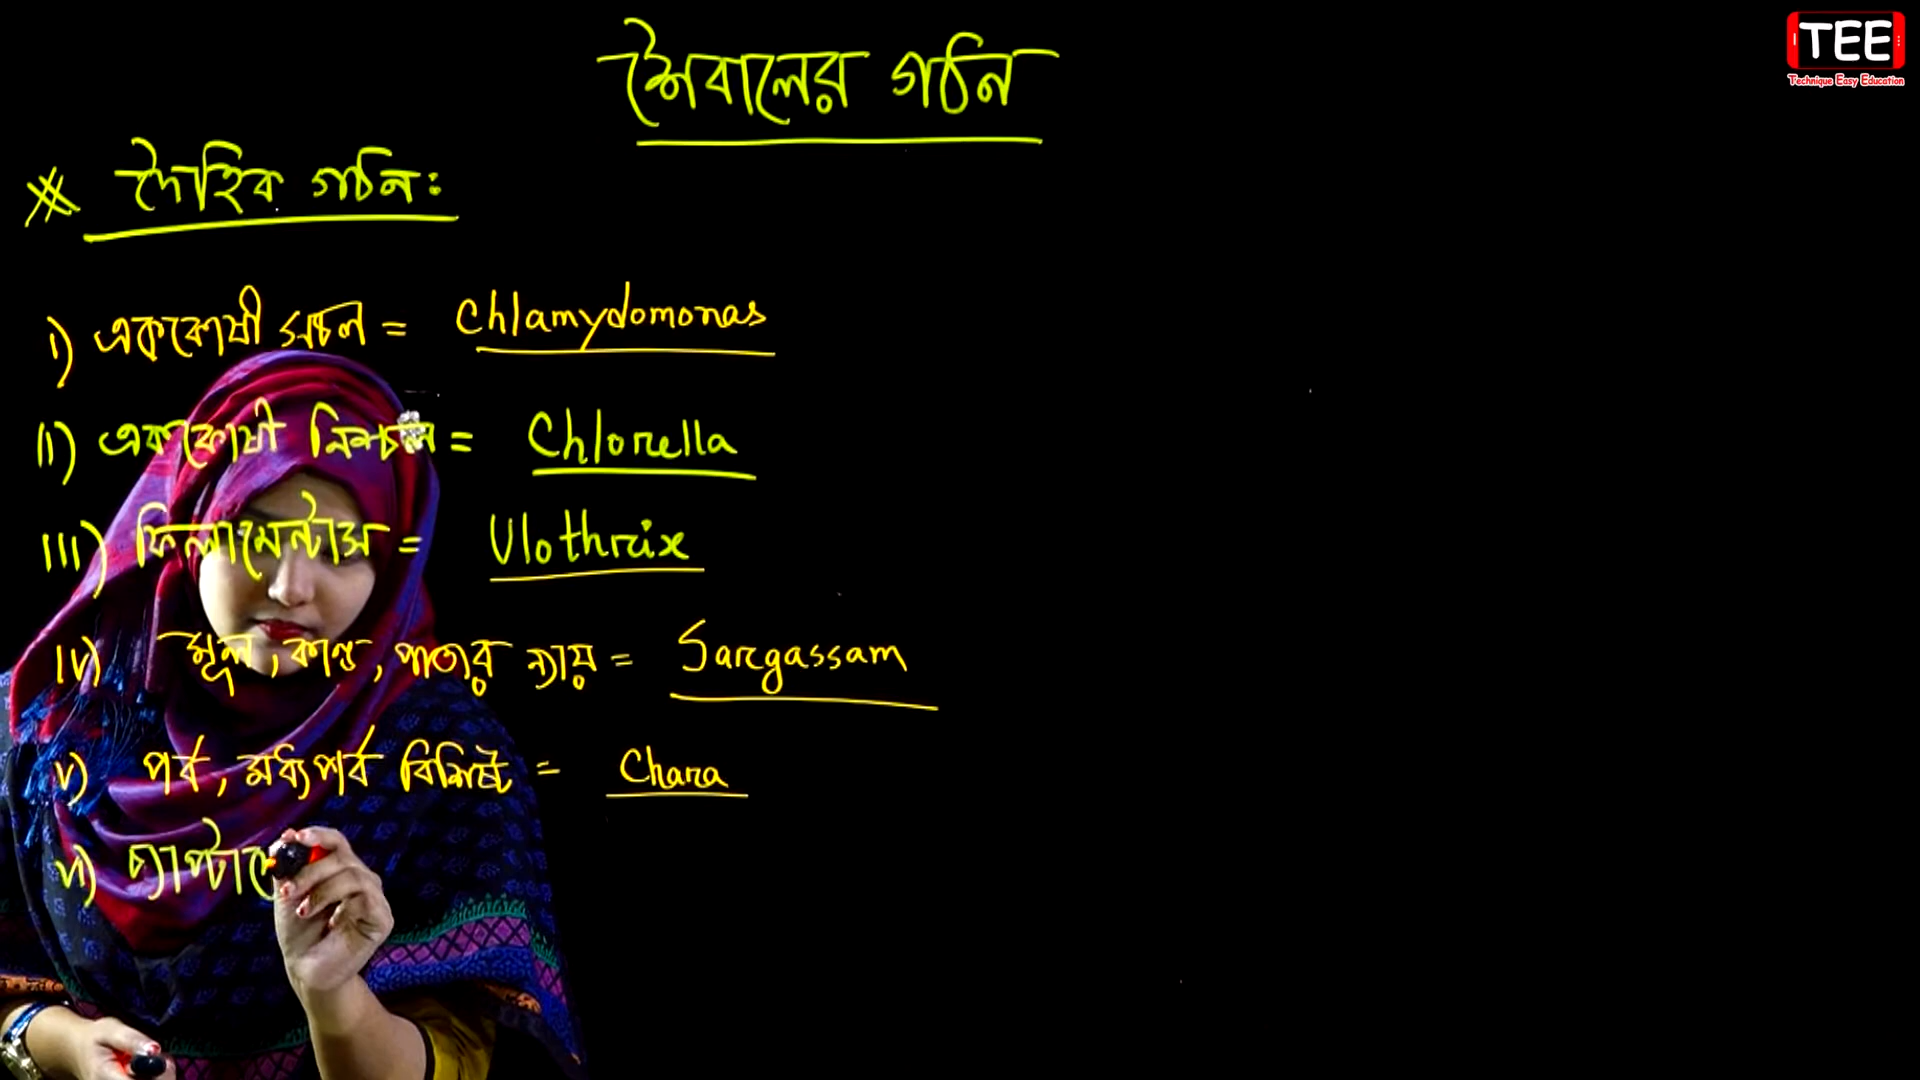 TEE
Technique Easy Education
শৈবালের গঠন
* দৈহিক গঠন:
i) এককোষী সচল = Chlamydomonas
ii) এককোষী নিশ্চল = Chlorella
iii) ফিলামেন্টাস = Ulothrix
iv) মূল, কান্ড, পাতার ন্যায় = Sargassam
v) পর্ব, মধ্যপর্ব বিশিষ্ট = Chara
vi)